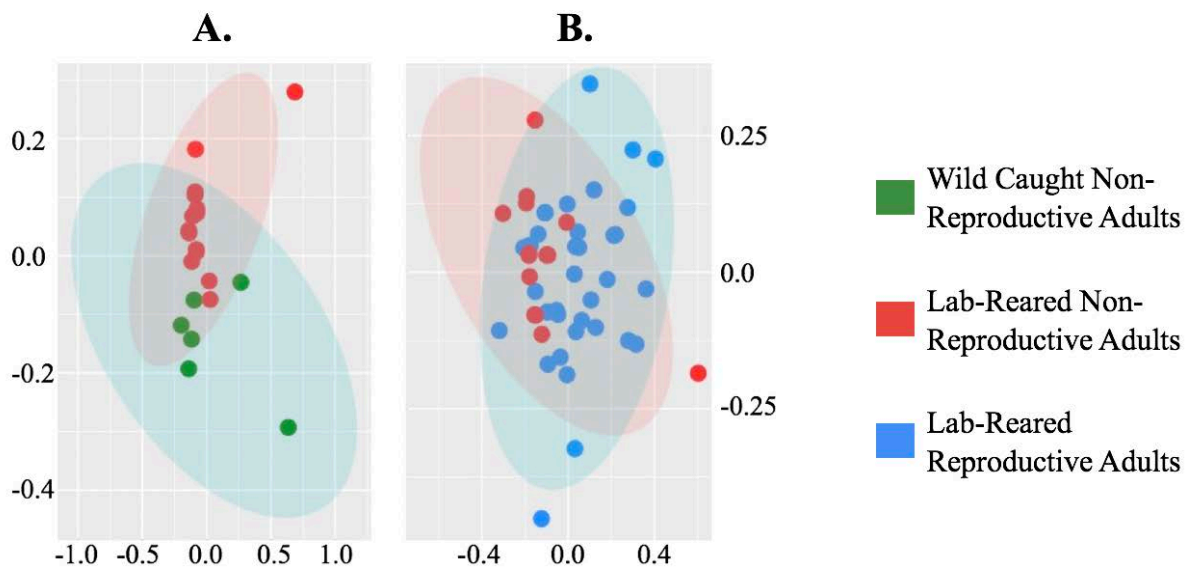 A.
B.
0.2
0.0
-0.2
-0.4
-1.0 -0.5 0.0 0.5 1.0
0.25
0.0
-0.25
-0.4 0.0 0.4
Wild Caught Non-
Reproductive Adults
Lab-Reared Non-
Reproductive Adults
Lab-Reared
Reproductive Adults